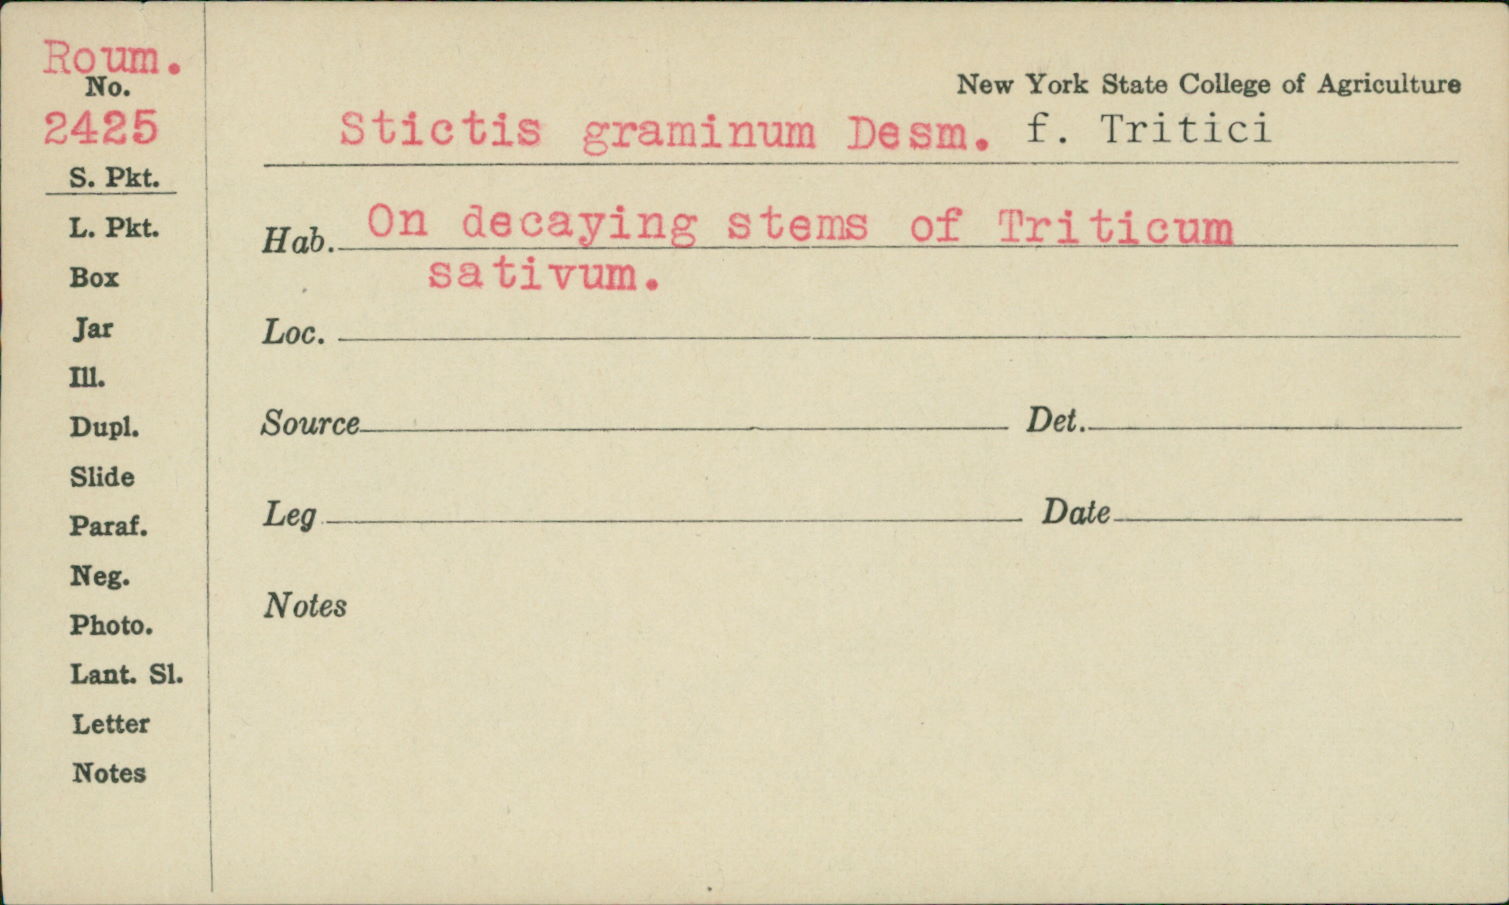 Roum.
No.
2425
S. Pkt.
L. Pkt.
Box
Jar
Ill.
Dupl.
Slide
Paraf.
Neg.
Photo.
Lant. Sl.
Letter
Notes
New York State College of Agriculture
Stictis graminum Desm. f. Tritici
Hab. On decaying stems of Triticum
sativum.
Loc.
Source Det.
Leg Date
Notes